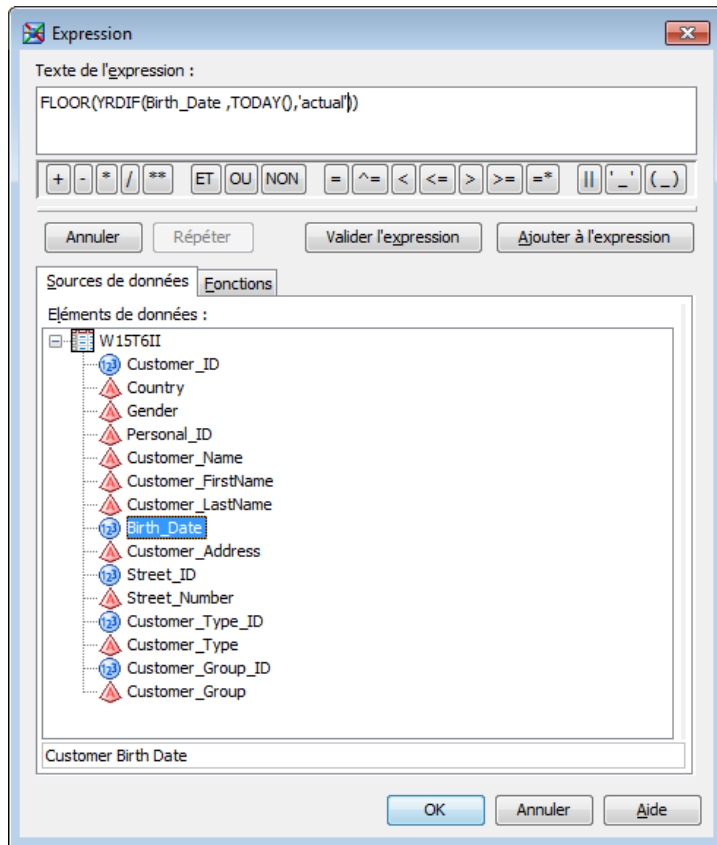 Expression
Texte de l'expression :
FLOOR(YRDIF(Birth_Date ,TODAY(),'actual'))
+ - * / ** ET OU NON = ^= < <= > >= =* || '_' (_)
Annuler Répéter Valider l'expression Ajouter à l'expression
Sources de données Fonctions
Eléments de données :
W15T6II
Customer_ID
Country
Gender
Personal_ID
Customer_Name
Customer_FirstName
Customer_LastName
Birth_Date
Customer_Address
Street_ID
Street_Number
Customer_Type_ID
Customer_Type
Customer_Group_ID
Customer_Group
Customer Birth Date
OK Annuler Aide